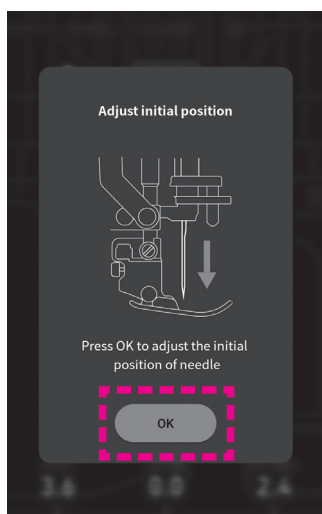 Adjust initial position
Press OK to adjust the initial
position of needle
OK
3.6 0.0 2.4